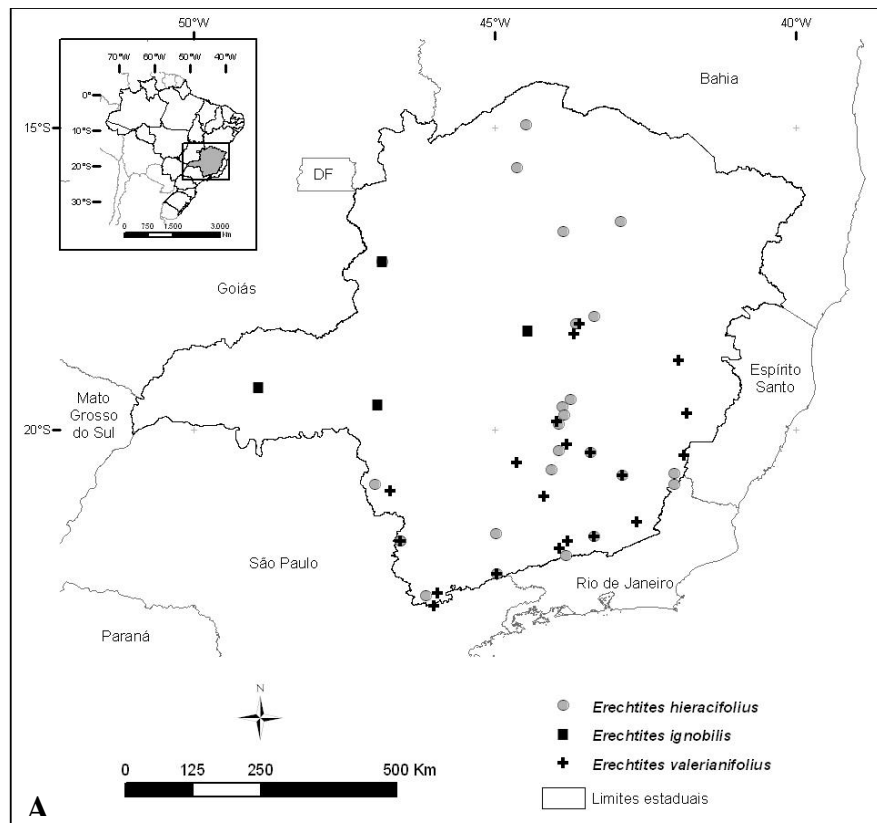 50°W
45°W
40°W
70°W 60°W 50°W 40°W
0°
10°S
20°S
30°S
0 750 1.500 3.000
Km
Bahia
15°S
DF
Goiás
Espírito
Santo
Mato
Grosso
do Sul
20°S
São Paulo
Rio de Janeiro
Paraná
N
Erechtites hieracifolius
Erechtites ignobilis
Erechtites valerianifolius
Limites estaduais
0 125 250 500 Km
A